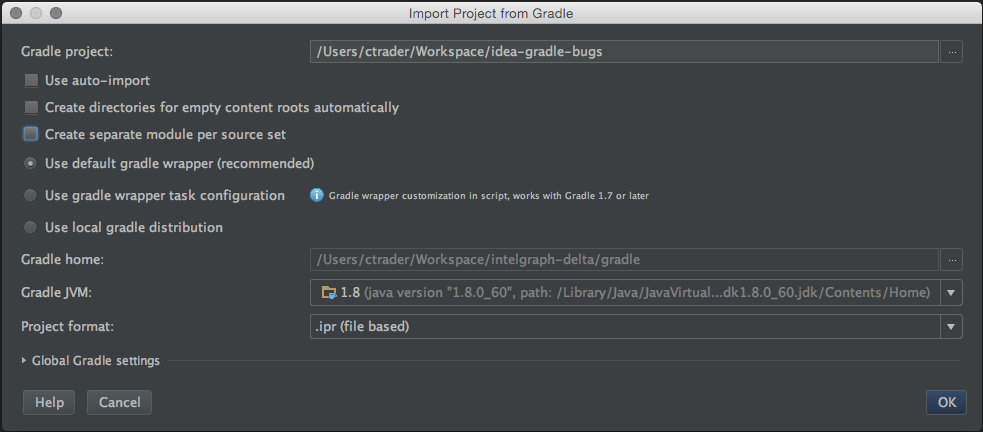 Import Project from Gradle
Gradle project: /Users/ctrader/Workspace/idea-gradle-bugs ...
Use auto-import
Create directories for empty content roots automatically
Create separate module per source set
Use default gradle wrapper (recommended)
Use gradle wrapper task configuration Gradle wrapper customization in script, works with Gradle 1.7 or later
Use local gradle distribution
Gradle home: /Users/ctrader/Workspace/intelgraph-delta/gradle ...
Gradle JVM: 1.8 (java version "1.8.0_60", path: /Library/Java/JavaVirtual...dk1.8.0_60.jdk/Contents/Home)
Project format: .ipr (file based)
Global Gradle settings
Help Cancel OK